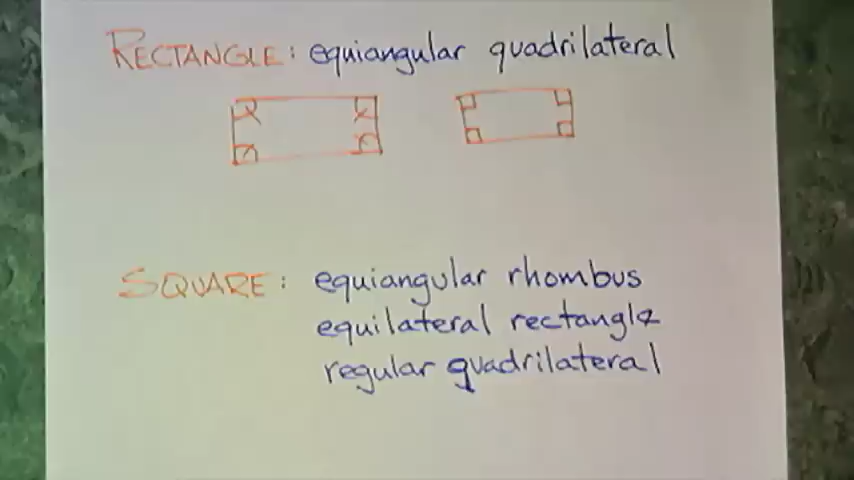 RECTANGLE: equiangular quadrilateral
SQUARE: equiangular rhombus
equilateral rectangle
regular quadrilateral